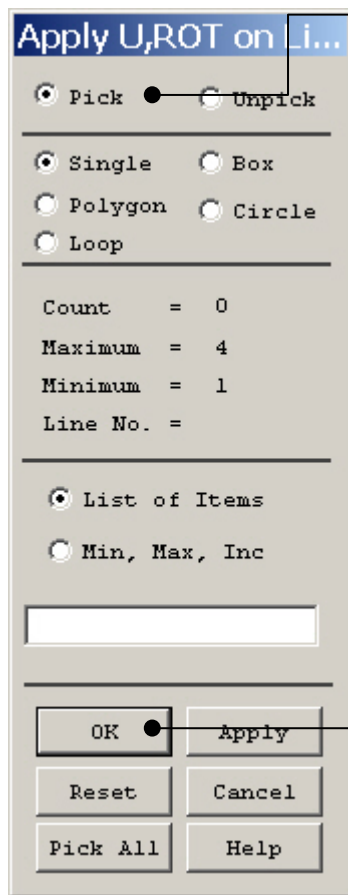 Apply U,ROT on Li...
Pick Unpick
Single Box
Polygon Circle
Loop
Count = 0
Maximum = 4
Minimum = 1
Line No. =
List of Items
Min, Max, Inc
OK Apply
Reset Cancel
Pick All Help